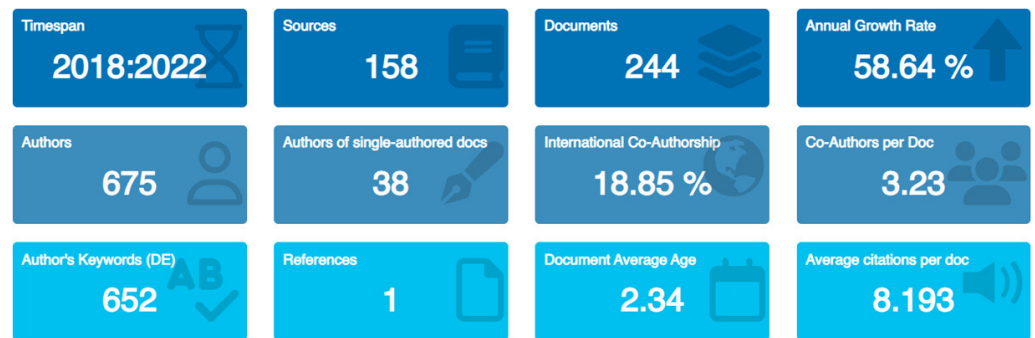 Timespan
2018:2022
Sources
158
Documents
244
Annual Growth Rate
58.64 %
Authors
675
Authors of single-authored docs
38
International Co-Authorship
18.85 %
Co-Authors per Doc
3.23
Author's Keywords (DE)
652
AB
References
1
Document Average Age
2.34
Average citations per doc
8.193